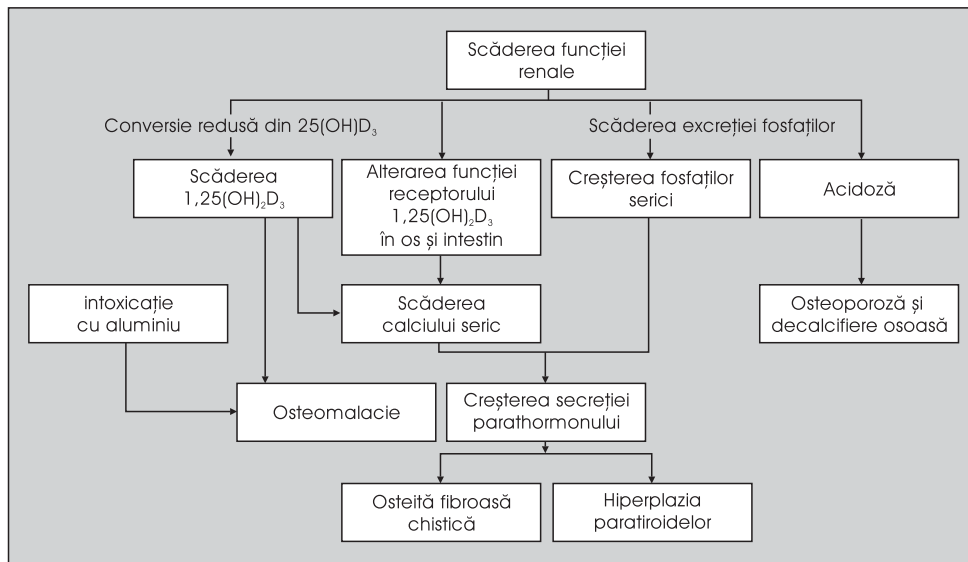 Scăderea funcției
renale
Conversie redusă din 25(OH)D₃
Scăderea excreției fosfaților
Scăderea
1,25(OH)₂D₃
Alterarea funcției
receptorului
1,25(OH)₂D₃
în os și intestin
Creșterea fosfaților
serici
Acidoză
intoxicație
cu aluminiu
Scăderea
calciului seric
Osteoporoză și
decalcifiere osoasă
Osteomalacie
Creșterea secreției
parathormonului
Osteită fibroasă
chistică
Hiperplazia
paratiroidelor